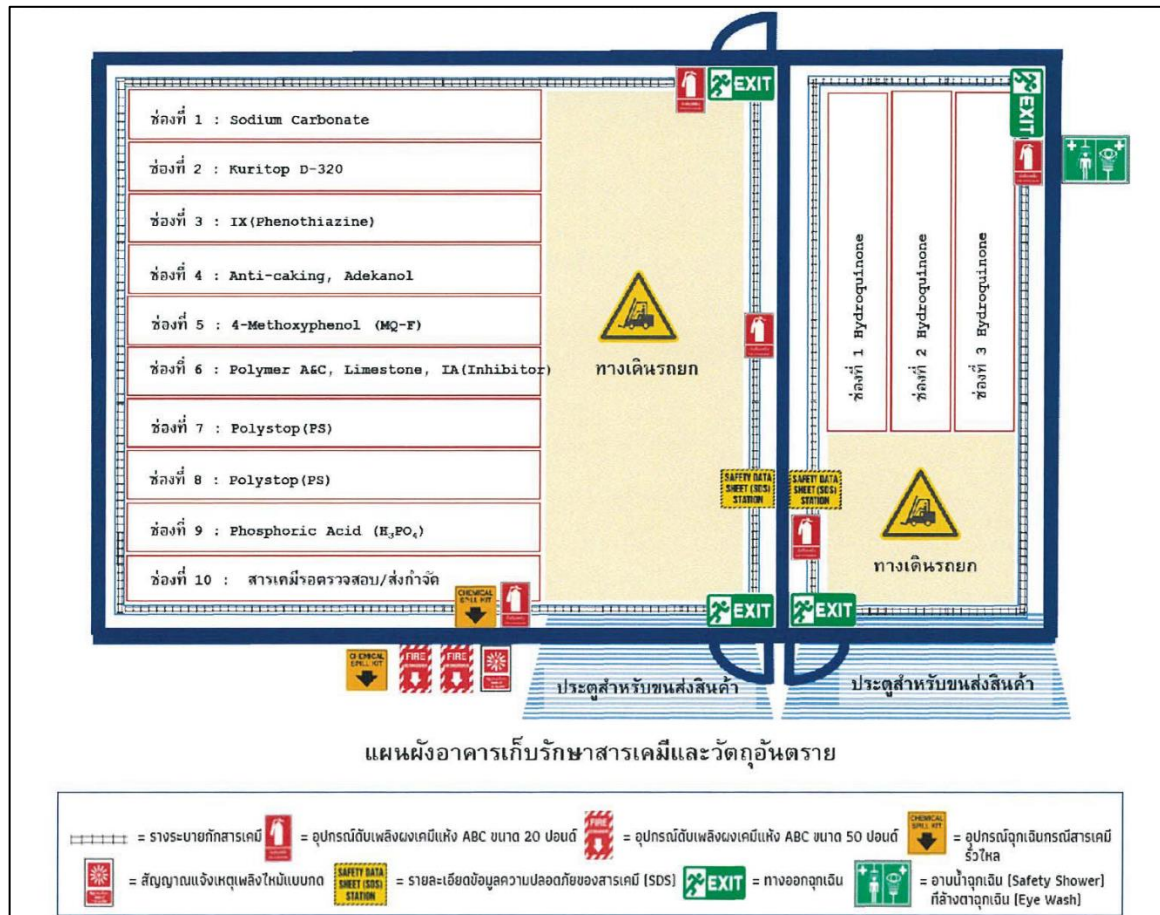 EXIT
EXIT
ช่องที่ 1 : Sodium Carbonate
ช่องที่ 2 : Kuritop D-320
ช่องที่ 3 : IX(Phenothiazine)
ช่องที่ 4 : Anti-caking, Adekanol
ช่องที่ 5 : 4-Methoxyphenol (MQ-F)
ช่องที่ 6 : Polymer A&C, Limestone, IA(Inhibitor)
ช่องที่ 7 : Polystop(PS)
ช่องที่ 8 : Polystop(PS)
ช่องที่ 9 : Phosphoric Acid (H₃PO₄)
ช่องที่ 10 : สารเคมีรอตรวจสอบ/ส่งกำจัด
ทางเดินรถยก
ช่องที่ 1 Hydroquinone
ช่องที่ 2 Hydroquinone
ช่องที่ 3 Hydroquinone
SAFETY DATA
SHEET (SDS)
STATION
SAFETY DATA
SHEET (SDS)
STATION
ทางเดินรถยก
CHEMICAL
SPILL KIT
EXIT
EXIT
CHEMICAL
SPILL KIT
FIRE
FIRE
ประตูสำหรับขนส่งสินค้า
ประตูสำหรับขนส่งสินค้า
แผนผังอาคารเก็บรักษาสารเคมีและวัตถุอันตราย
= รางระบายกักสารเคมี
= อุปกรณ์ดับเพลิงผงเคมีแห้ง ABC ขนาด 20 ปอนด์
FIRE
= อุปกรณ์ดับเพลิงผงเคมีแห้ง ABC ขนาด 50 ปอนด์
CHEMICAL
SPILL KIT
= อุปกรณ์ฉุกเฉินกรณีสารเคมี
รั่วไหล
= สัญญาณแจ้งเหตุเพลิงไหม้แบบกด
SAFETY DATA
SHEET (SDS)
STATION
= รายละเอียดข้อมูลความปลอดภัยของสารเคมี [SDS]
EXIT
= ทางออกฉุกเฉิน
= อาบน้ำฉุกเฉิน [Safety Shower]
ที่ล้างตาฉุกเฉิน [Eye Wash]